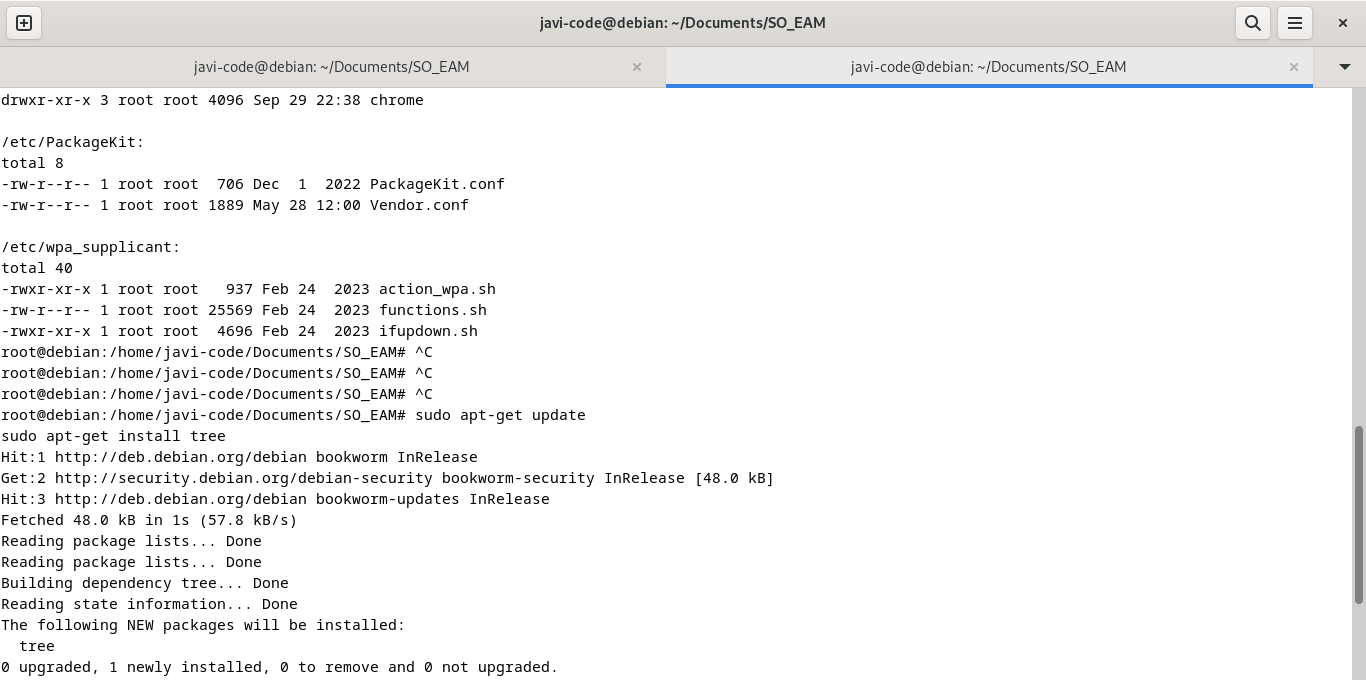 javi-code@debian: ~/Documents/SO_EAM
javi-code@debian: ~/Documents/SO_EAM
javi-code@debian: ~/Documents/SO_EAM
drwxr-xr-x 3 root root 4096 Sep 29 22:38 chrome
/etc/PackageKit:
total 8
-rw-r--r-- 1 root root  706 Dec  1  2022 PackageKit.conf
-rw-r--r-- 1 root root 1889 May 28 12:00 Vendor.conf
/etc/wpa_supplicant:
total 40
-rwxr-xr-x 1 root root   937 Feb 24  2023 action_wpa.sh
-rw-r--r-- 1 root root 25569 Feb 24  2023 functions.sh
-rwxr-xr-x 1 root root  4696 Feb 24  2023 ifupdown.sh
root@debian:/home/javi-code/Documents/SO_EAM# ^C
root@debian:/home/javi-code/Documents/SO_EAM# ^C
root@debian:/home/javi-code/Documents/SO_EAM# ^C
root@debian:/home/javi-code/Documents/SO_EAM# sudo apt-get update
sudo apt-get install tree
Hit:1 http://deb.debian.org/debian bookworm InRelease
Get:2 http://security.debian.org/debian-security bookworm-security InRelease [48.0 kB]
Hit:3 http://deb.debian.org/debian bookworm-updates InRelease
Fetched 48.0 kB in 1s (57.8 kB/s)
Reading package lists... Done
Reading package lists... Done
Building dependency tree... Done
Reading state information... Done
The following NEW packages will be installed:
  tree
0 upgraded, 1 newly installed, 0 to remove and 0 not upgraded.